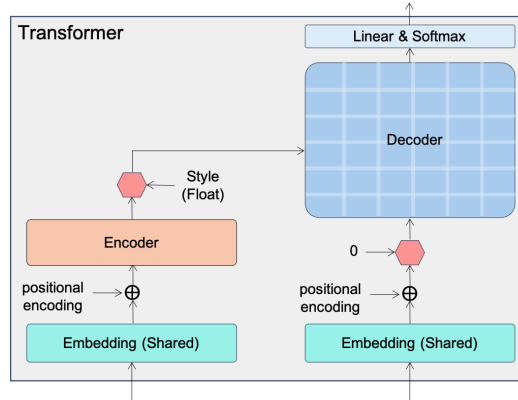 Transformer
Linear & Softmax
Decoder
Style
(Float)
Encoder
0
positional
encoding
positional
encoding
Embedding (Shared)
Embedding (Shared)